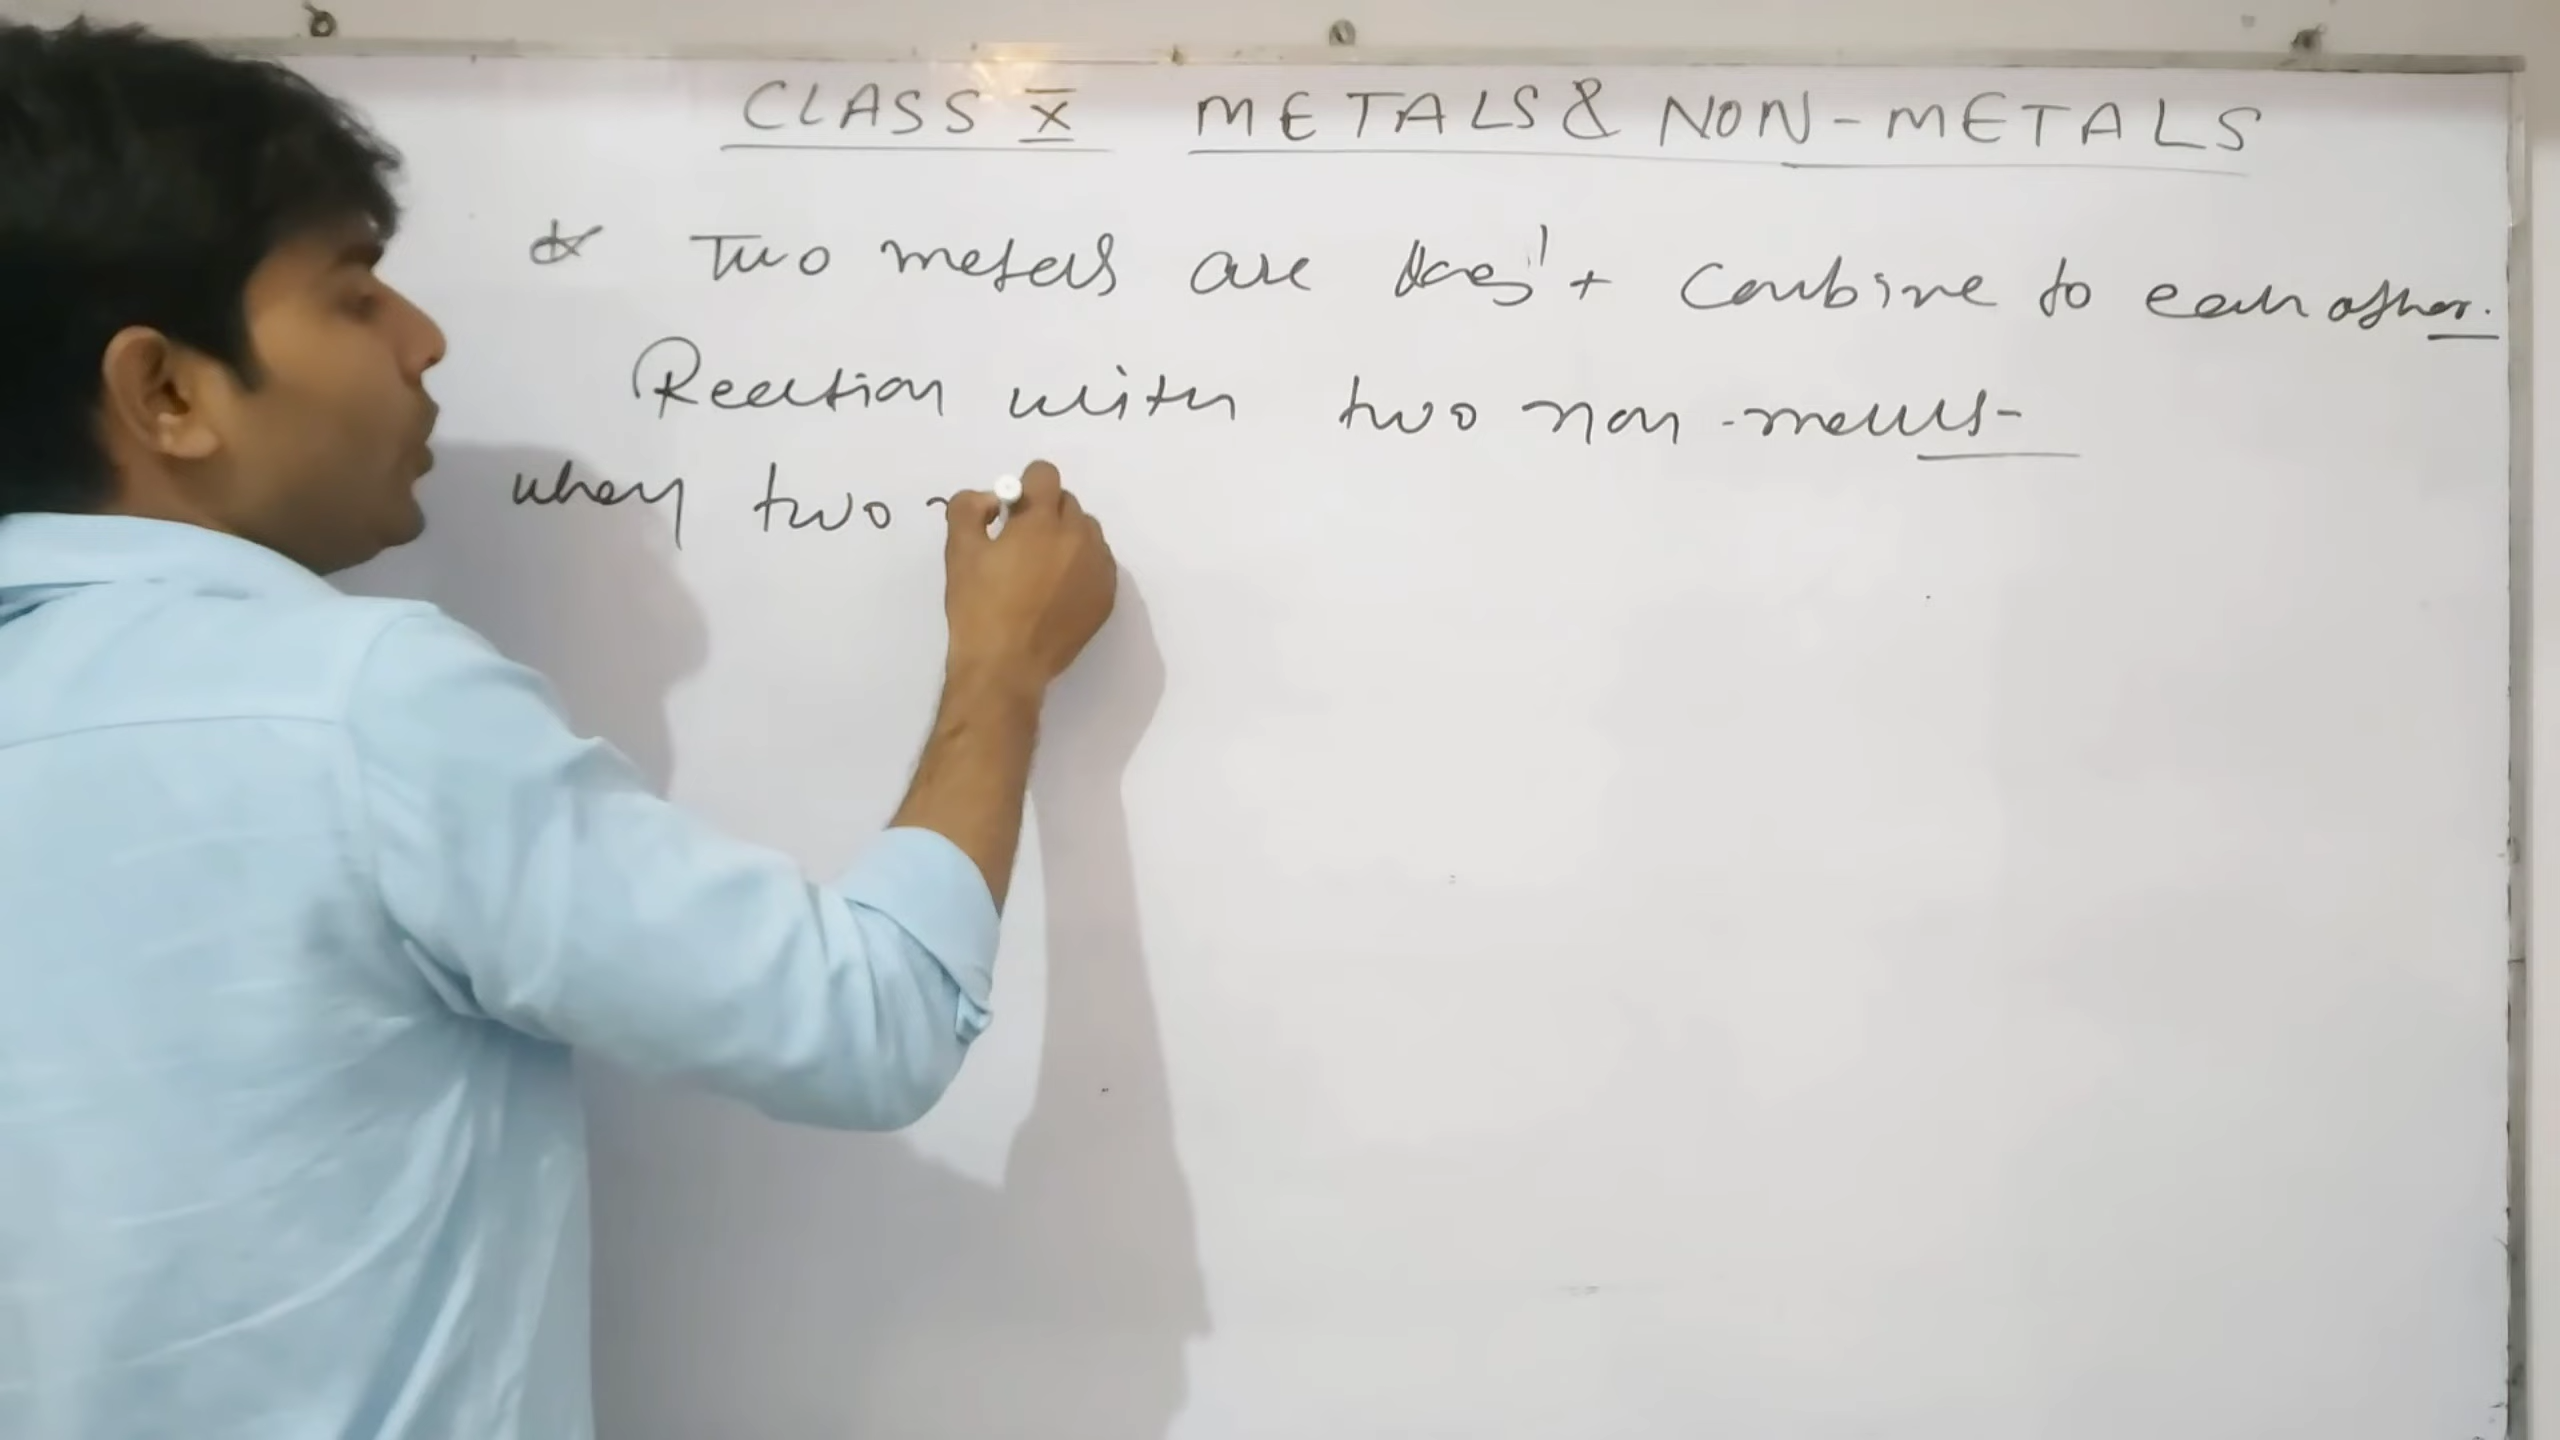 CLASS X METALS & NON-METALS
* Two metals are does't combine to each other.
Reaction with two non-metals-
when two